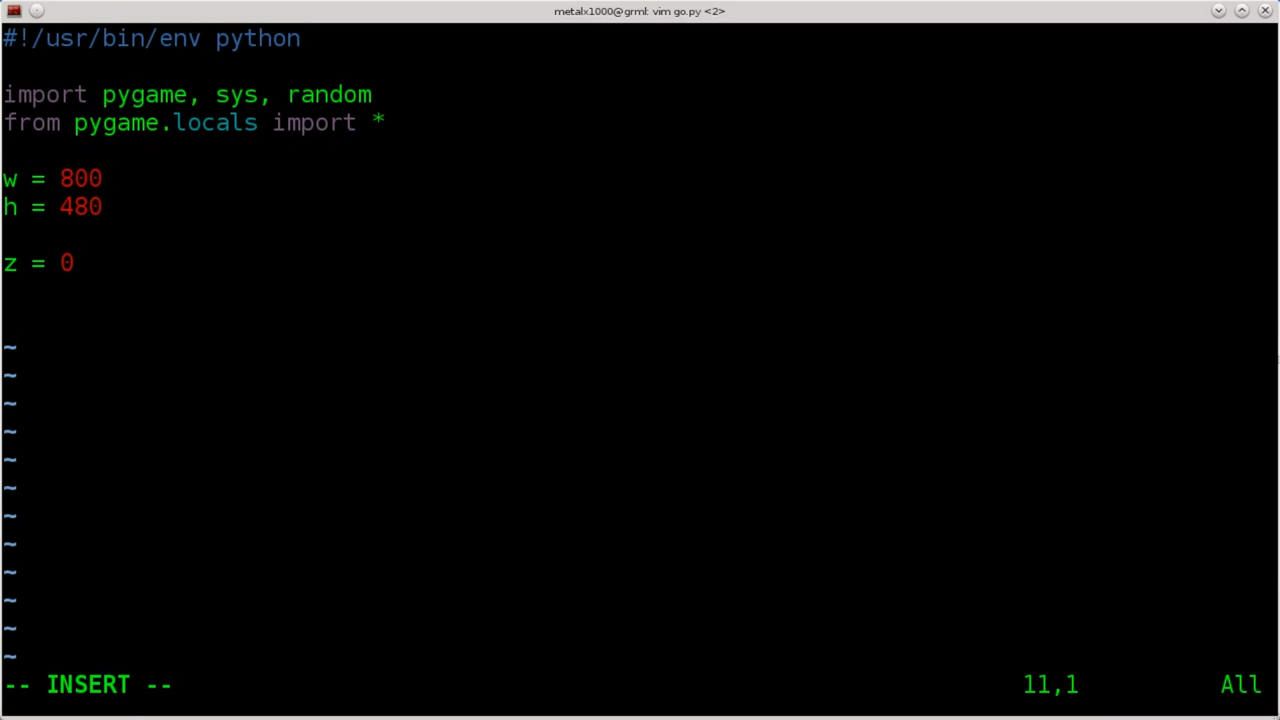 metalx1000@grml: vim go.py <2>
#!/usr/bin/env python
import pygame, sys, random
from pygame.locals import *
w = 800
h = 480
z = 0
~
~
~
~
~
~
~
~
~
~
~
~
-- INSERT -- 11,1 All